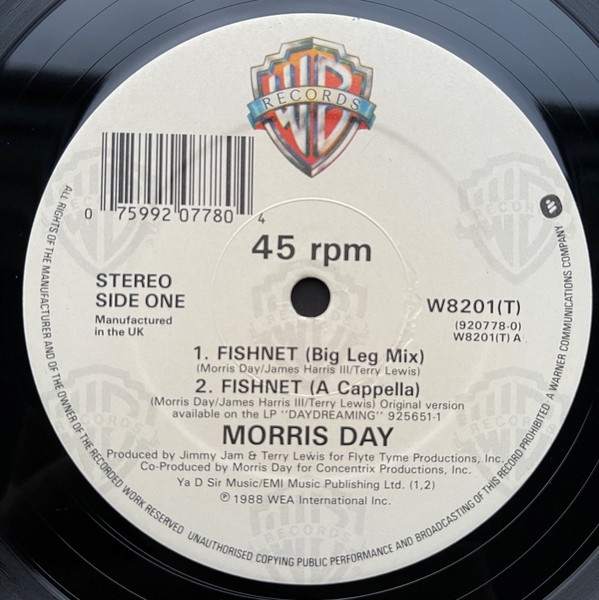 WB
RECORDS
0 75992 07780 4
45 rpm
STEREO
SIDE ONE
Manufactured
in the UK
W8201(T)
(920778-0)
W8201(T) A
1. FISHNET (Big Leg Mix)
(Morris Day/James Harris III/Terry Lewis)
2. FISHNET (A Cappella)
(Morris Day/James Harris III/Terry Lewis) Original version
available on the LP "DAYDREAMING" 925651-1
MORRIS DAY
Produced by Jimmy Jam & Terry Lewis for Flyte Tyme Productions, Inc.
Co-Produced by Morris Day for Concentrix Productions, Inc.
Ya D Sir Music/EMI Music Publishing Ltd. (1,2)
℗ 1988 WEA International Inc.
ALL RIGHTS OF THE MANUFACTURER AND OF THE OWNER OF THE RECORDED WORK RESERVED UNAUTHORISED COPYING PUBLIC PERFORMANCE AND BROADCASTING OF THIS RECORD PROHIBITED A WARNER COMMUNICATIONS COMPANY